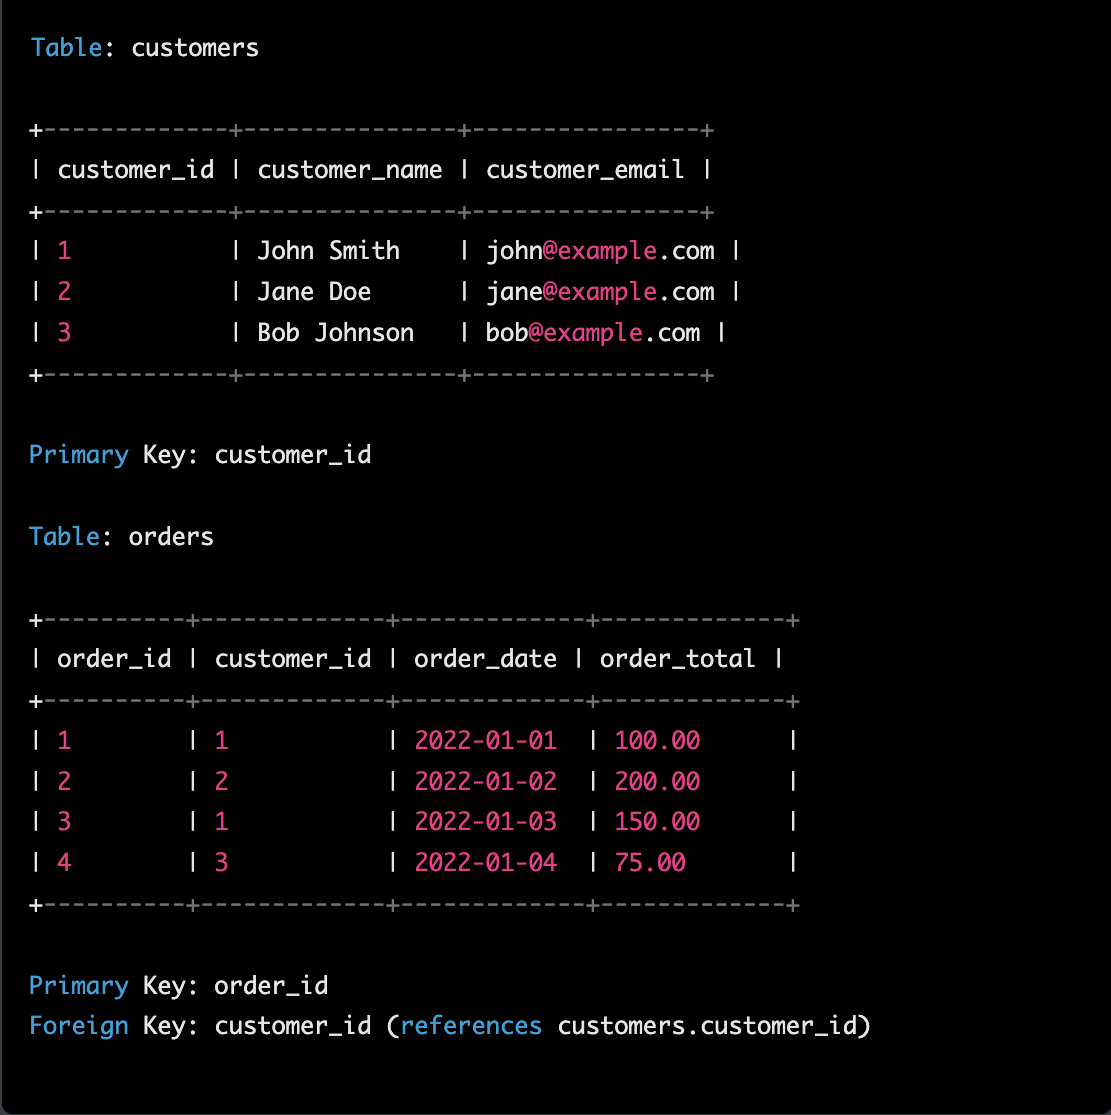 Table: customers
+-------------+---------------+----------------+
| customer_id | customer_name | customer_email |
+-------------+---------------+----------------+
| 1           | John Smith    | john@example.com |
| 2           | Jane Doe      | jane@example.com |
| 3           | Bob Johnson   | bob@example.com |
+-------------+---------------+----------------+
Primary Key: customer_id
Table: orders
+----------+-------------+-------------+-------------+
| order_id | customer_id | order_date | order_total |
+----------+-------------+-------------+-------------+
| 1        | 1           | 2022-01-01  | 100.00      |
| 2        | 2           | 2022-01-02  | 200.00      |
| 3        | 1           | 2022-01-03  | 150.00      |
| 4        | 3           | 2022-01-04  | 75.00       |
+----------+-------------+-------------+-------------+
Primary Key: order_id
Foreign Key: customer_id (references customers.customer_id)